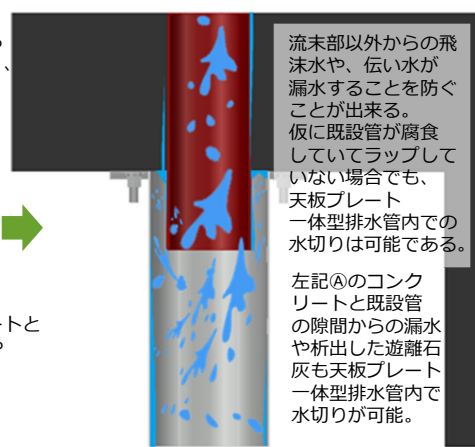 、
流末部以外からの飛
沫水や、伝い水が
漏水することを防ぐ
ことが出来る。
仮に既設管が腐食
していてラップして
いない場合でも、
天板プレート
一体型排水管内での
水切りは可能である。
左記Ⓐのコンク
リートと既設管
の隙間からの漏水
や析出した遊離石
灰も天板プレート
一体型排水管内で
水切りが可能。
ートと